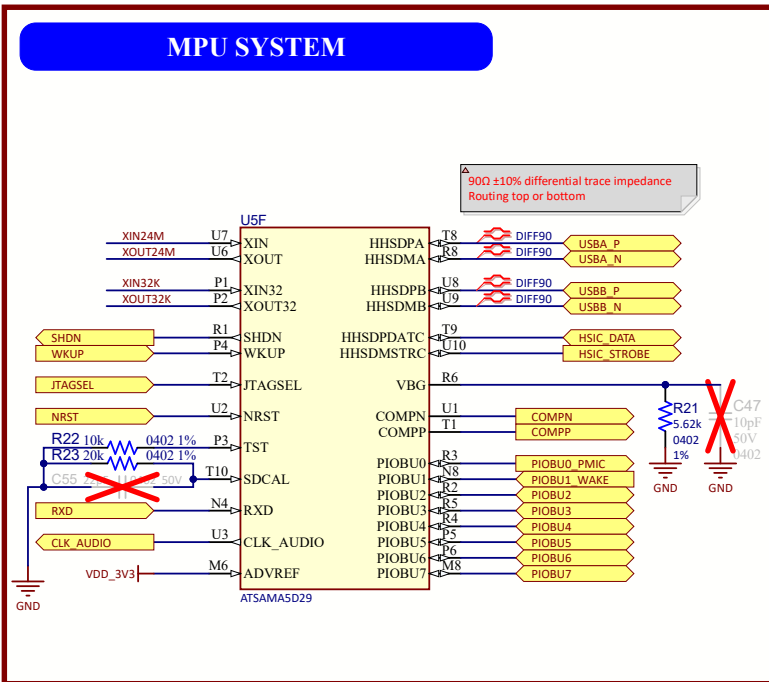 MPU SYSTEM
90Ω ±10% differential trace impedance
Routing top or bottom
U5F
XIN24M U7 XIN HHSDPA T8 DIFF90 USBA_P
XOUT24M U6 XOUT HHSDMA R8 DIFF90 USBA_N
XIN32K P1 XIN32 HHSDPB U8 DIFF90 USBB_P
XOUT32K P2 XOUT32 HHSDMB U9 DIFF90 USBB_N
SHDN R1 SHDN HHSDPDATC T9 HSIC_DATA
WKUP P4 WKUP HHSDMSTRC U10 HSIC_STROBE
JTAGSEL T2 JTAGSEL VBG R6
R21 5.62k 0402 1%
C47 10pF 50V 0402
GND GND
NRST U2 NRST COMPN U1 COMPN
COMPP T1 COMPP
R22 10k 0402 1% P3 TST
R23 20k 0402 1%
C55 50V T10 SDCAL
PIOBU0 R3 PIOBU0_PMIC
PIOBU1 N8 PIOBU1_WAKE
PIOBU2 R2 PIOBU2
RXD N4 RXD PIOBU3 R5 PIOBU3
PIOBU4 R4 PIOBU4
CLK_AUDIO U3 CLK_AUDIO PIOBU5 P5 PIOBU5
PIOBU6 P6 PIOBU6
VDD_3V3 M6 ADVREF PIOBU7 M8 PIOBU7
GND
ATSAMA5D29